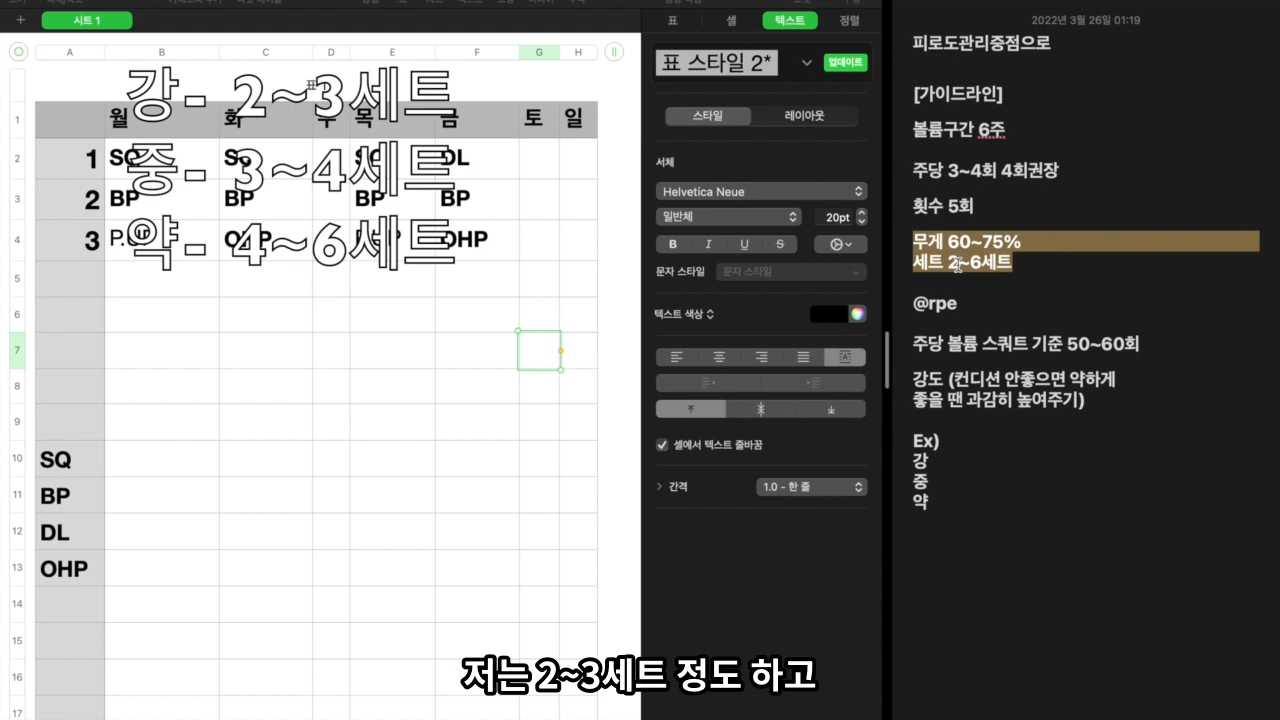 시트 1
표
셀
텍스트
정렬
2022년 3월 26일 01:19
피로도관리중점으로
[가이드라인]
볼륨구간 6주
주당 3~4회 4회권장
횟수 5회
무게 60~75%
세트 2~6세트
@rpe
주당 볼륨 스쿼트 기준 50~60회
강도 (컨디션 안좋으면 약하게
좋을 땐 과감히 높여주기)
Ex)
강
중
약
A B C D E F G H
강- 2~3세트
중- 3~4세트
약- 4~6세트
1 월 화 목 금 토 일
2 1 SQ DL
3 2 BP BP BP BP
4 3 OHP
5
6
7
8
9
10 SQ
11 BP
12 DL
13 OHP
14
15
16
17
표 스타일 2*
업데이트
스타일
레이아웃
서체
Helvetica Neue
일반체
20pt
B I U S
문자 스타일
문자 스타일
텍스트 색상
셀에서 텍스트 줄바꿈
간격
1.0 - 한 줄
저는 2~3세트 정도 하고